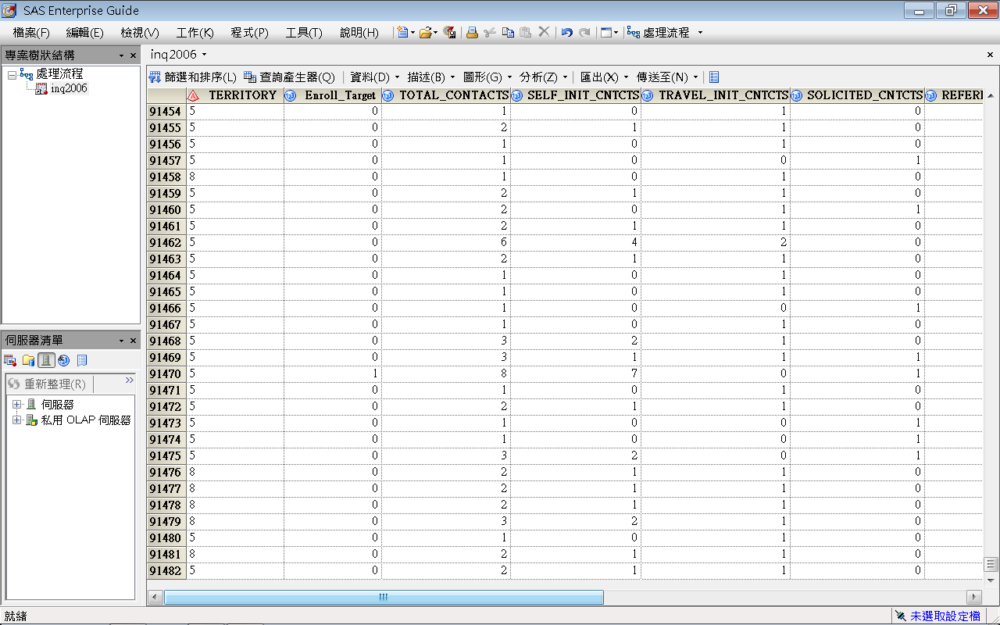 SAS Enterprise Guide
檔案(F) 編輯(E) 檢視(V) 工作(K) 程式(P) 工具(T) 說明(H) 處理流程
專案樹狀結構
處理流程
inq2006
inq2006
篩選和排序(L) 查詢產生器(Q) 資料(D) 描述(B) 圖形(G) 分析(Z) 匯出(X) 傳送至(N)
TERRITORY Enroll_Target TOTAL_CONTACTS SELF_INIT_CNTCTS TRAVEL_INIT_CNTCTS SOLICITED_CNTCTS
91454 5 0 1 0 1 0
91455 5 0 2 1 1 0
91456 5 0 1 0 1 0
91457 5 0 1 0 0 1
91458 8 0 1 0 1 0
91459 5 0 2 1 1 0
91460 5 0 2 0 1 1
91461 5 0 2 1 1 0
91462 5 0 6 4 2 0
91463 5 0 2 1 1 0
91464 5 0 1 0 1 0
91465 5 0 1 0 1 0
91466 5 0 1 0 0 1
91467 5 0 1 0 1 0
91468 5 0 3 2 1 0
91469 5 0 3 1 1 1
91470 5 1 8 7 0 1
91471 5 0 1 0 1 0
91472 5 0 2 1 1 0
91473 5 0 1 0 0 1
91474 5 0 1 0 0 1
91475 5 0 3 2 0 1
91476 8 0 2 1 1 0
91477 8 0 2 1 1 0
91478 8 0 2 1 1 0
91479 8 0 3 2 1 0
91480 5 0 1 0 1 0
91481 8 0 2 1 1 0
91482 5 0 2 1 1 0
伺服器清單
重新整理(R)
伺服器
私用 OLAP 伺服器
就緒
未選取設定檔